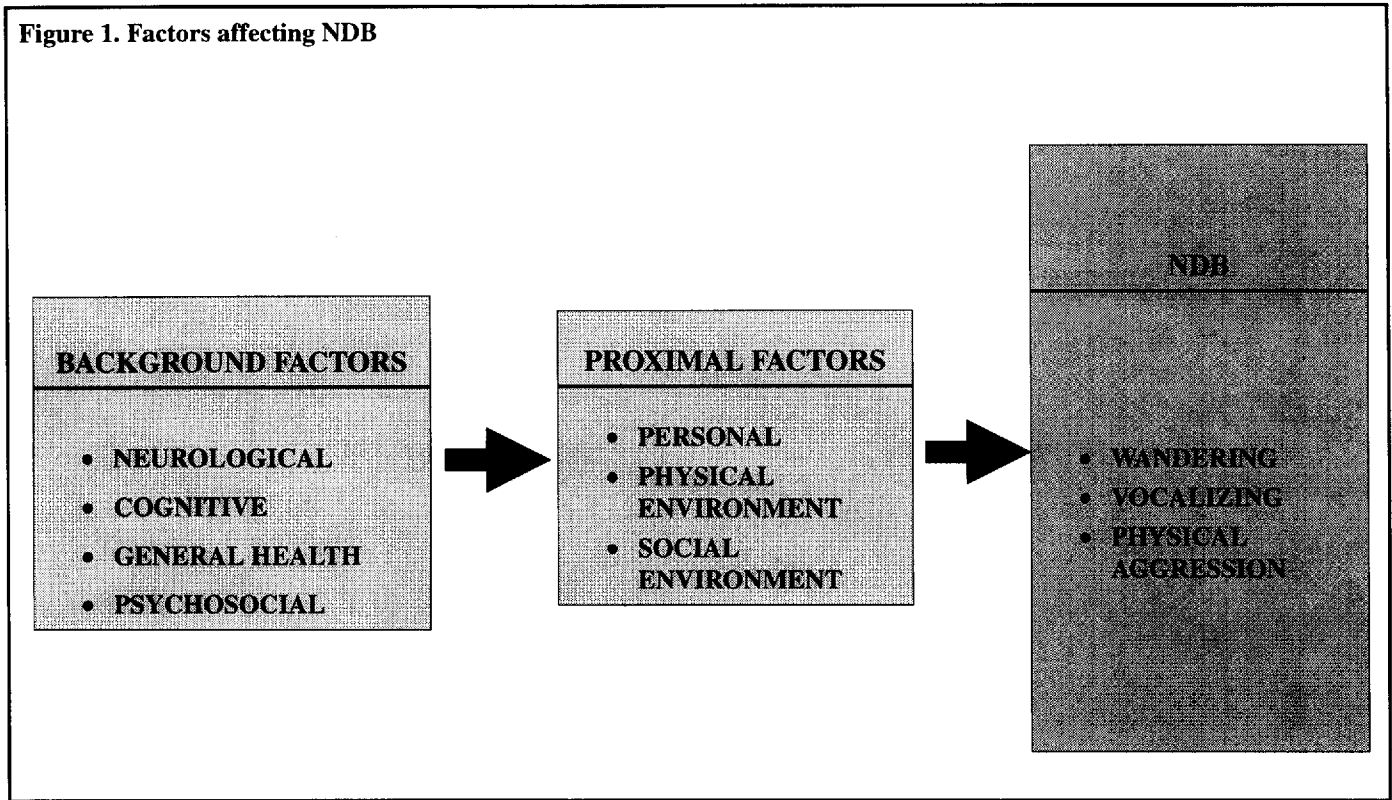 Figure 1. Factors affecting NDB
BACKGROUND FACTORS
• NEUROLOGICAL
• COGNITIVE
• GENERAL HEALTH
• PSYCHOSOCIAL
PROXIMAL FACTORS
• PERSONAL
• PHYSICAL
ENVIRONMENT
• SOCIAL
ENVIRONMENT
NDB
• WANDERING
• VOCALIZING
• PHYSICAL
AGGRESSION